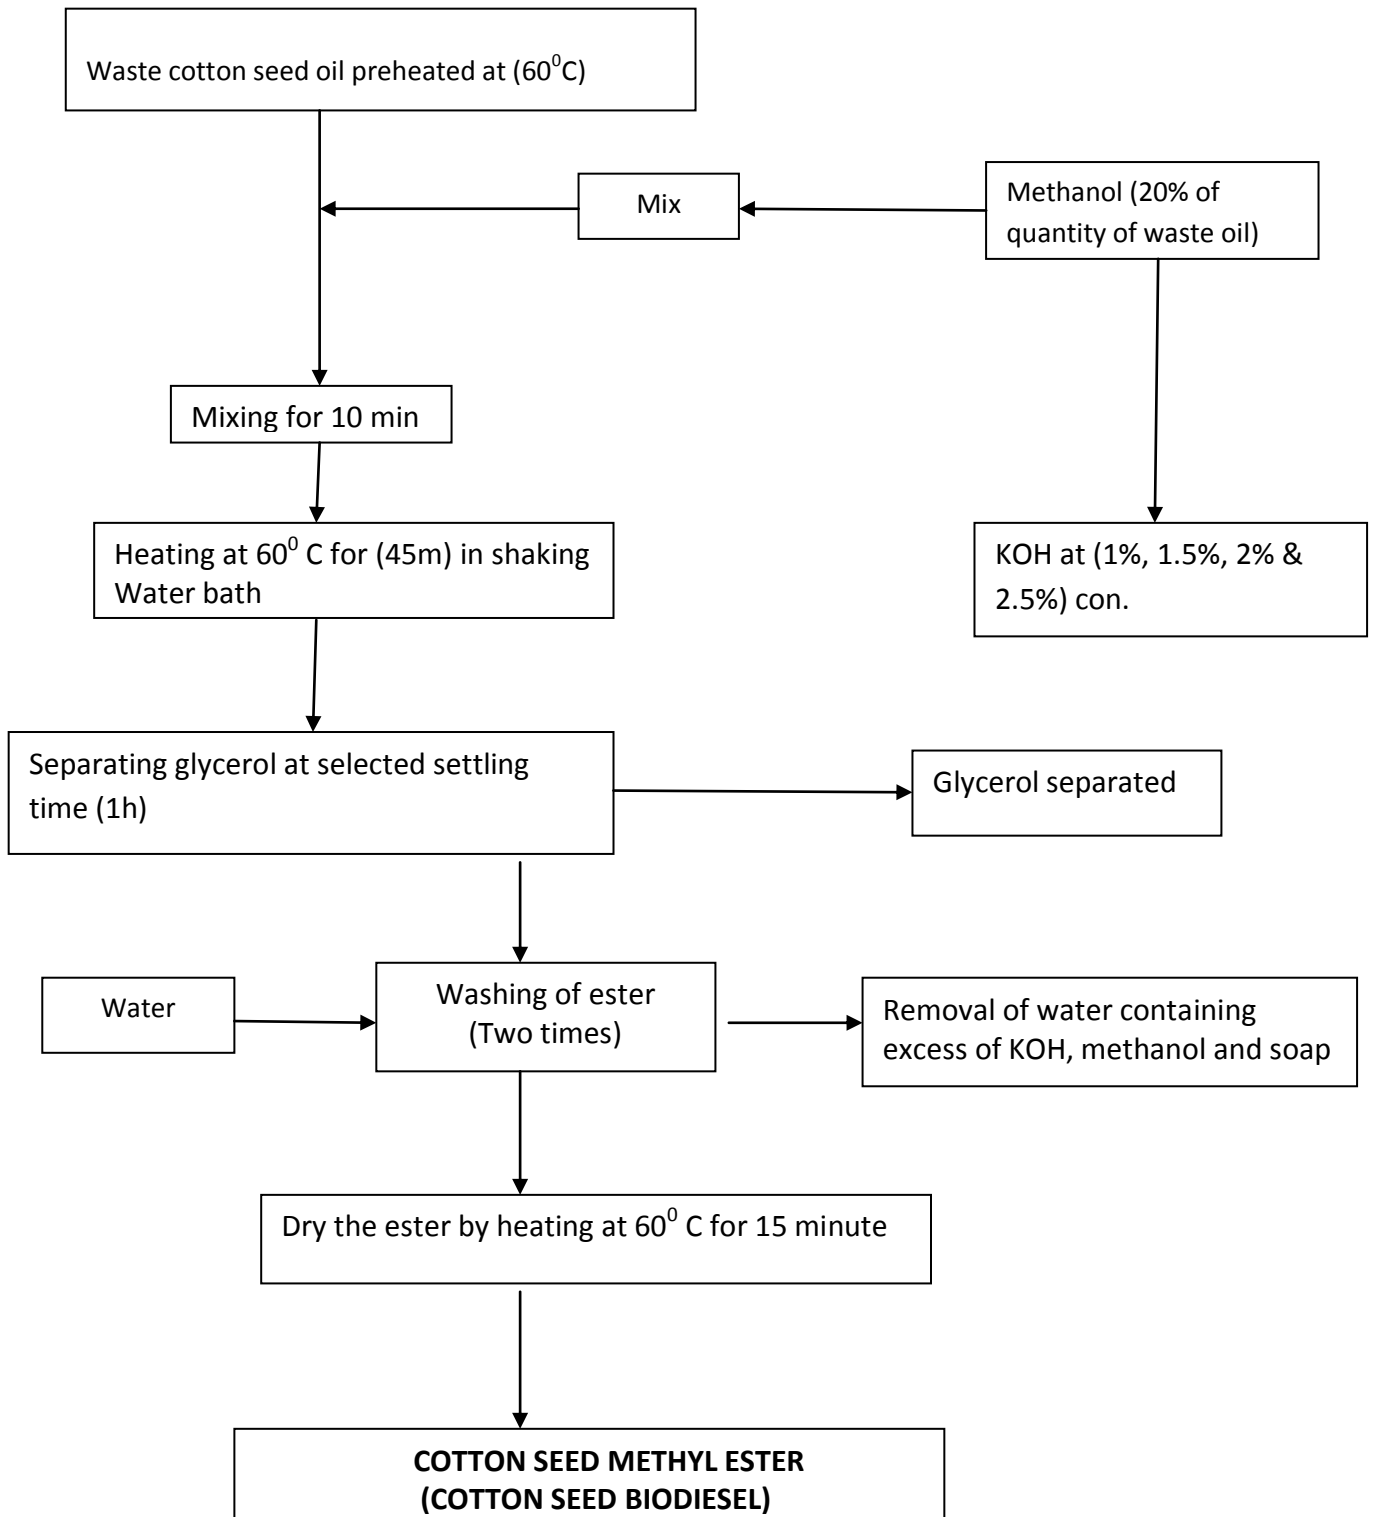 Waste cotton seed oil preheated at (60⁰C)
Mix
Methanol (20% of
quantity of waste oil)
Mixing for 10 min
Heating at 60⁰ C for (45m) in shaking
Water bath
KOH at (1%, 1.5%, 2% &
2.5%) con.
Separating glycerol at selected settling
time (1h)
Glycerol separated
Water
Washing of ester
(Two times)
Removal of water containing
excess of KOH, methanol and soap
Dry the ester by heating at 60⁰ C for 15 minute
COTTON SEED METHYL ESTER
(COTTON SEED BIODIESEL)